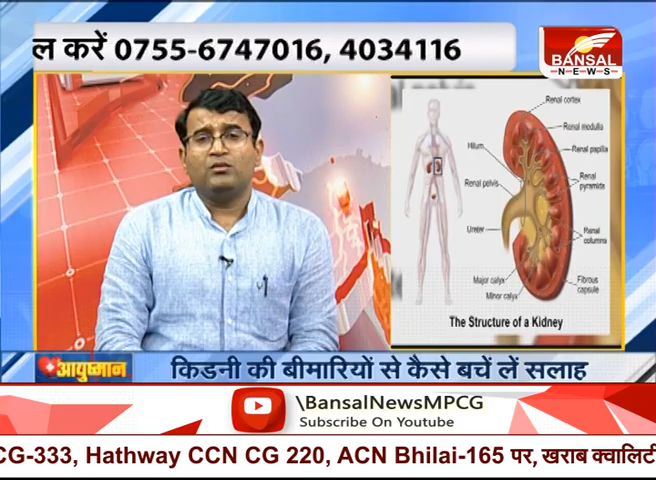 ल करें 0755-6747016, 4034116
BANSAL
NEWS
Renal cortex
Renal medulla
Hilum
Renal papilla
Renal pelvis
Renal pyramids
Ureter
Renal columns
Major calyx
Minor calyx
Fibrous capsule
The Structure of a Kidney
आयुष्मान
किडनी की बीमारियों से कैसे बचें लें सलाह
\BansalNewsMPCG
Subscribe On Youtube
CG-333, Hathway CCN CG 220, ACN Bhilai-165 पर, खराब क्वालिटी